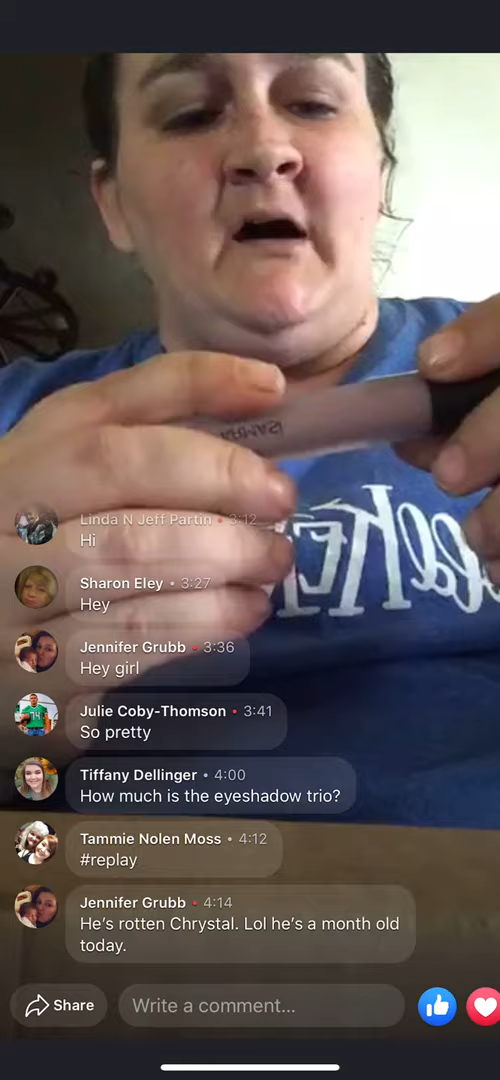 Linda N Jeff Partin • 3:12
Hi
Sharon Eley • 3:27
Hey
Jennifer Grubb • 3:36
Hey girl
Julie Coby-Thomson • 3:41
So pretty
Tiffany Dellinger • 4:00
How much is the eyeshadow trio?
Tammie Nolen Moss • 4:12
#replay
Jennifer Grubb • 4:14
He's rotten Chrystal. Lol he's a month old
today.
Share
Write a comment...